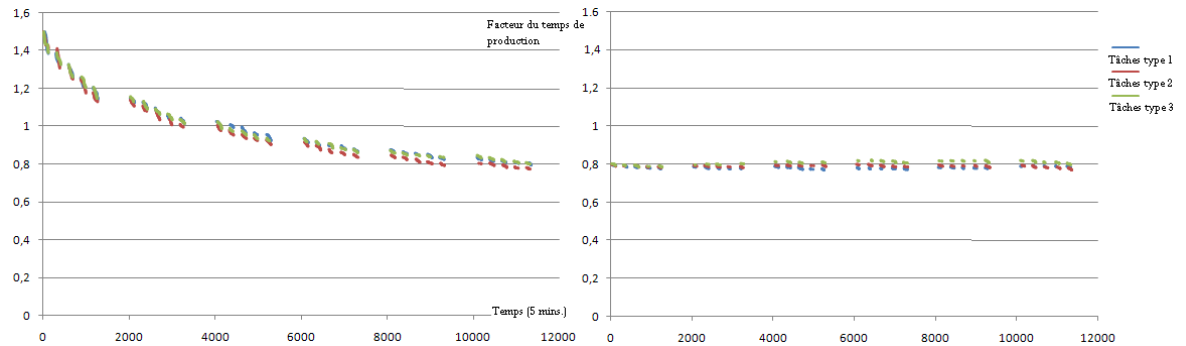 1.6
1,4
1,2
1
0,8
0,6
0,4
0,2
0
0 2000 4000 6000 8000 10000 12000
Facteur du temps de
production
Temps (5 mins.)
1.6
1,4
1,2
1
0,8
0,6
0,4
0,2
0
0 2000 4000 6000 8000 10000 12000
Tâches type 1
Tâches type 2
Tâches type 3